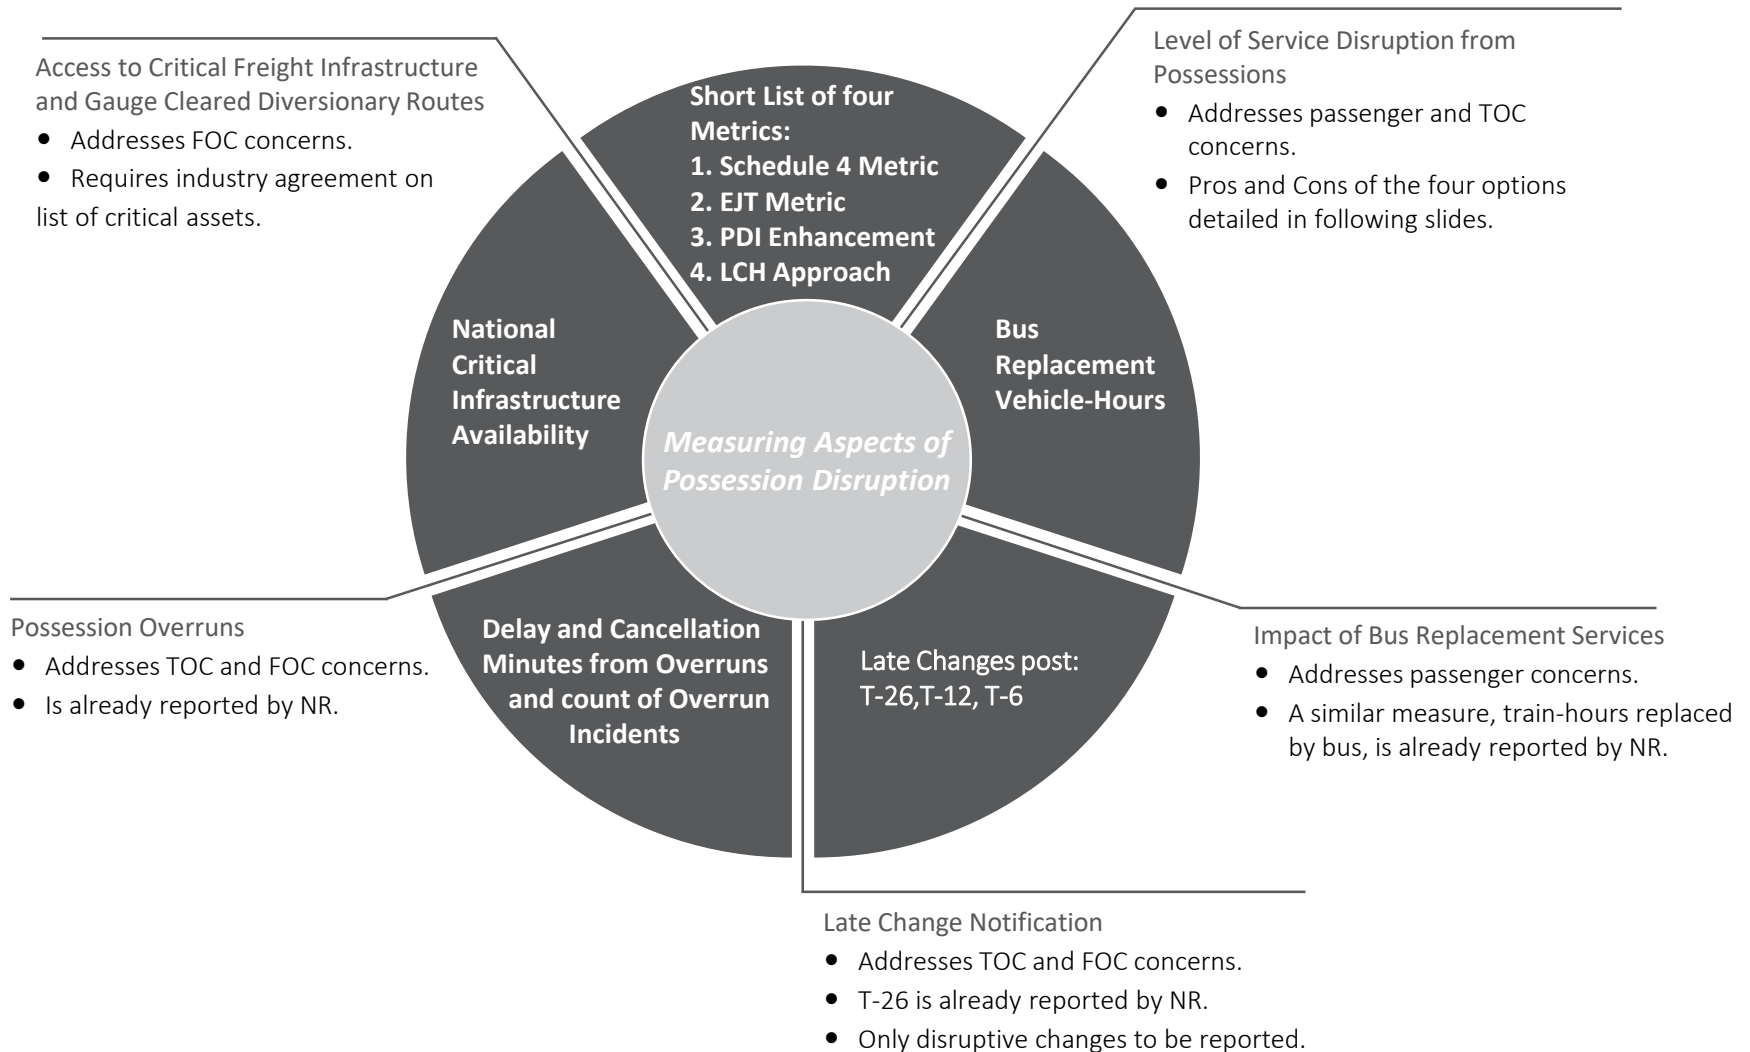 Access to Critical Freight Infrastructure
and Gauge Cleared Diversionary Routes
• Addresses FOC concerns.
• Requires industry agreement on
list of critical assets.
Short List of four
Metrics:
1. Schedule 4 Metric
2. EJT Metric
3. PDI Enhancement
4. LCH Approach
Level of Service Disruption from
Possessions
• Addresses passenger and TOC
concerns.
• Pros and Cons of the four options
detailed in following slides.
National
Critical
Infrastructure
Availability
Measuring Aspects of
Possession Disruption
Bus
Replacement
Vehicle-Hours
Possession Overruns
• Addresses TOC and FOC concerns.
• Is already reported by NR.
Delay and Cancellation
Minutes from Overruns
and count of Overrun
Incidents
Late Changes post:
T-26,T-12, T-6
Impact of Bus Replacement Services
• Addresses passenger concerns.
• A similar measure, train-hours replaced
by bus, is already reported by NR.
Late Change Notification
• Addresses TOC and FOC concerns.
• T-26 is already reported by NR.
• Only disruptive changes to be reported.